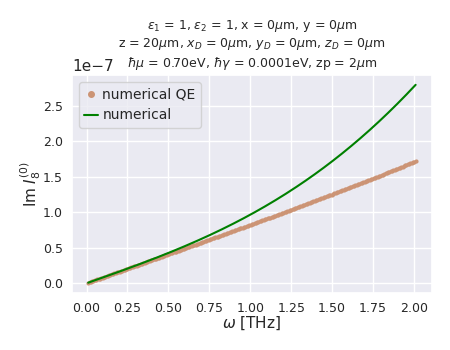 ε₁ = 1, ε₂ = 1, x = 0μm, y = 0μm
z = 20μm, x_D = 0μm, y_D = 0μm, z_D = 0μm
ℏμ = 0.70eV, ℏγ = 0.0001eV, zp = 2μm
1e−7
numerical QE
numerical
2.5
2.0
1.5
1.0
0.5
0.0
Im I₈⁽⁰⁾
0.00 0.25 0.50 0.75 1.00 1.25 1.50 1.75 2.00
ω [THz]